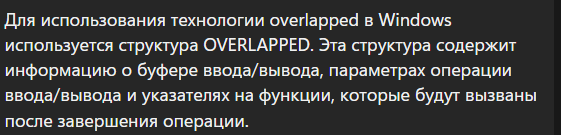 Для использования технологии overlapped в Windows
используется структура OVERLAPPED. Эта структура содержит
информацию о буфере ввода/вывода, параметрах операции
ввода/вывода и указателях на функции, которые будут вызваны
после завершения операции.